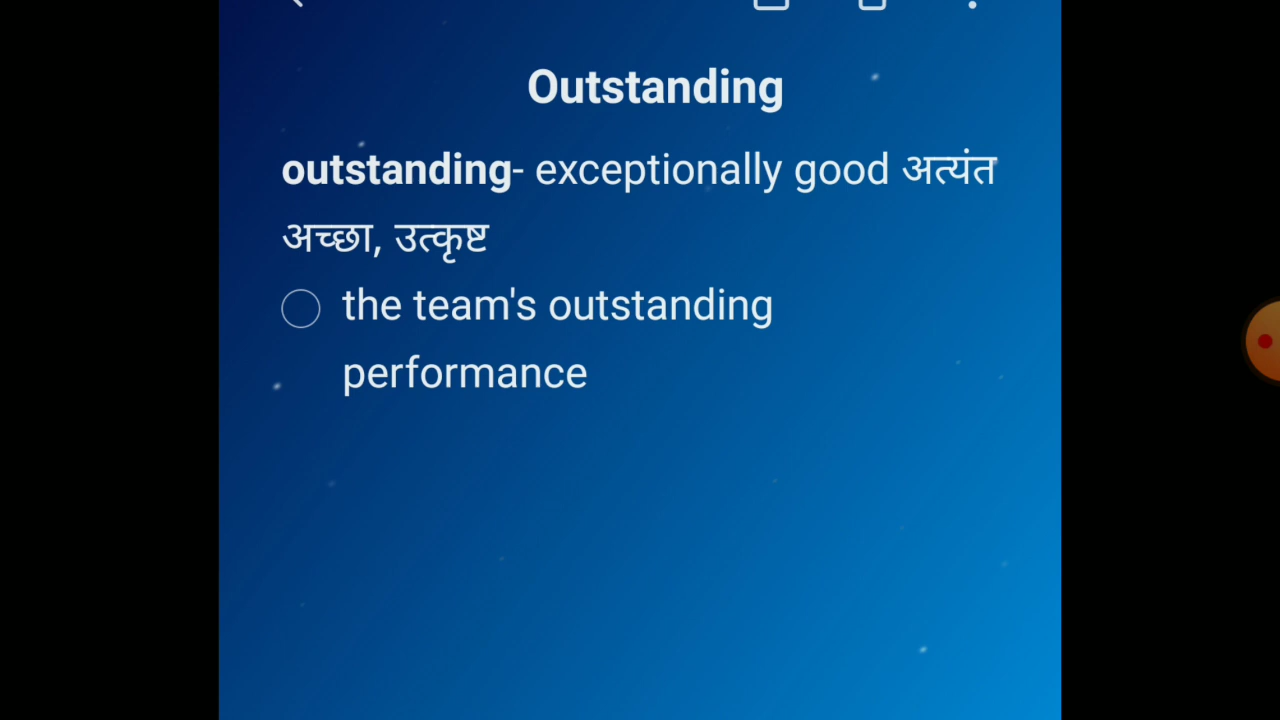 Outstanding
outstanding- exceptionally good अत्यंत
अच्छा, उत्कृष्ट
the team's outstanding
performance